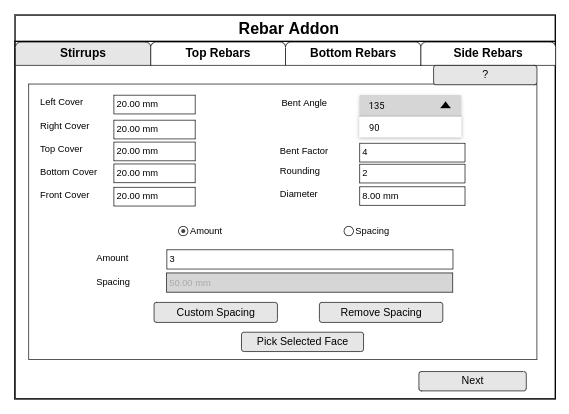 Rebar Addon
Stirrups Top Rebars Bottom Rebars Side Rebars
?
Left Cover 20.00 mm Bent Angle 135
Right Cover 20.00 mm 90
Top Cover 20.00 mm Bent Factor 4
Bottom Cover 20.00 mm Rounding 2
Front Cover 20.00 mm Diameter 8.00 mm
Amount Spacing
Amount 3
Spacing 50.00 mm
Custom Spacing Remove Spacing
Pick Selected Face
Next